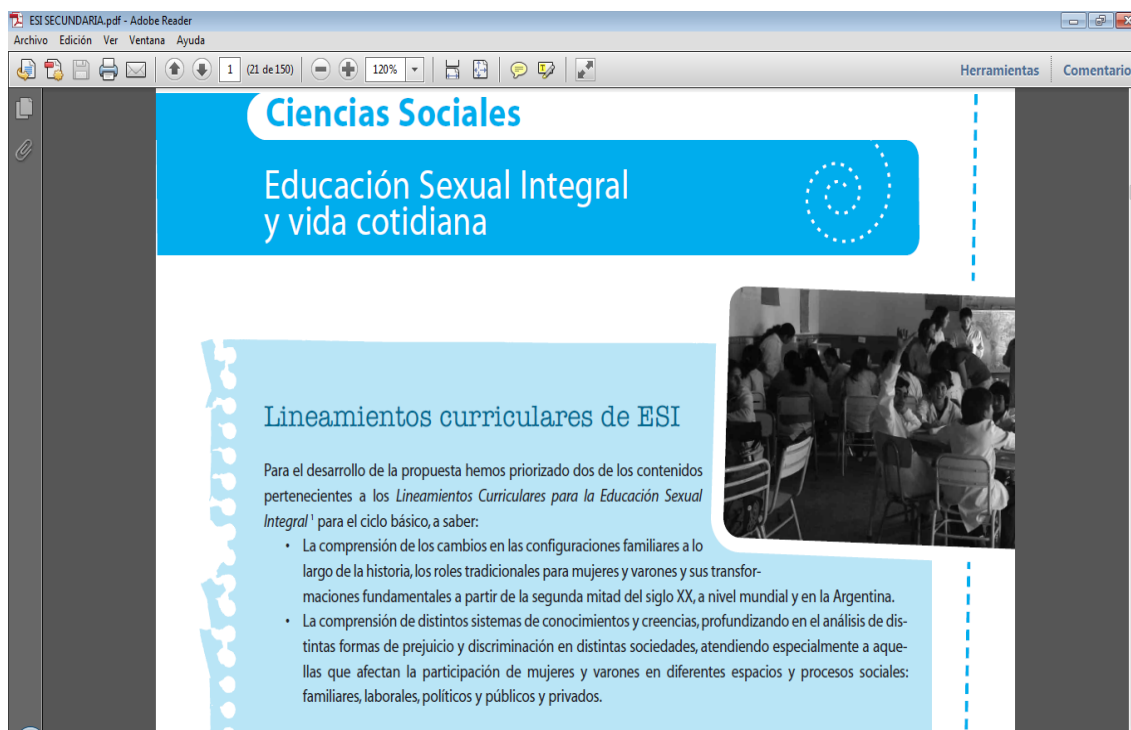 ESI SECUNDARIA.pdf - Adobe Reader
Archivo Edición Ver Ventana Ayuda
1 (21 de 150) 120% Herramientas Comentario
Ciencias Sociales
Educación Sexual Integral
y vida cotidiana
Lineamientos curriculares de ESI
Para el desarrollo de la propuesta hemos priorizado dos de los contenidos
pertenecientes a los Lineamientos Curriculares para la Educación Sexual
Integral ¹ para el ciclo básico, a saber:
• La comprensión de los cambios en las configuraciones familiares a lo
largo de la historia, los roles tradicionales para mujeres y varones y sus transfor-
maciones fundamentales a partir de la segunda mitad del siglo XX, a nivel mundial y en la Argentina.
• La comprensión de distintos sistemas de conocimientos y creencias, profundizando en el análisis de dis-
tintas formas de prejuicio y discriminación en distintas sociedades, atendiendo especialmente a aque-
llas que afectan la participación de mujeres y varones en diferentes espacios y procesos sociales:
familiares, laborales, políticos y públicos y privados.